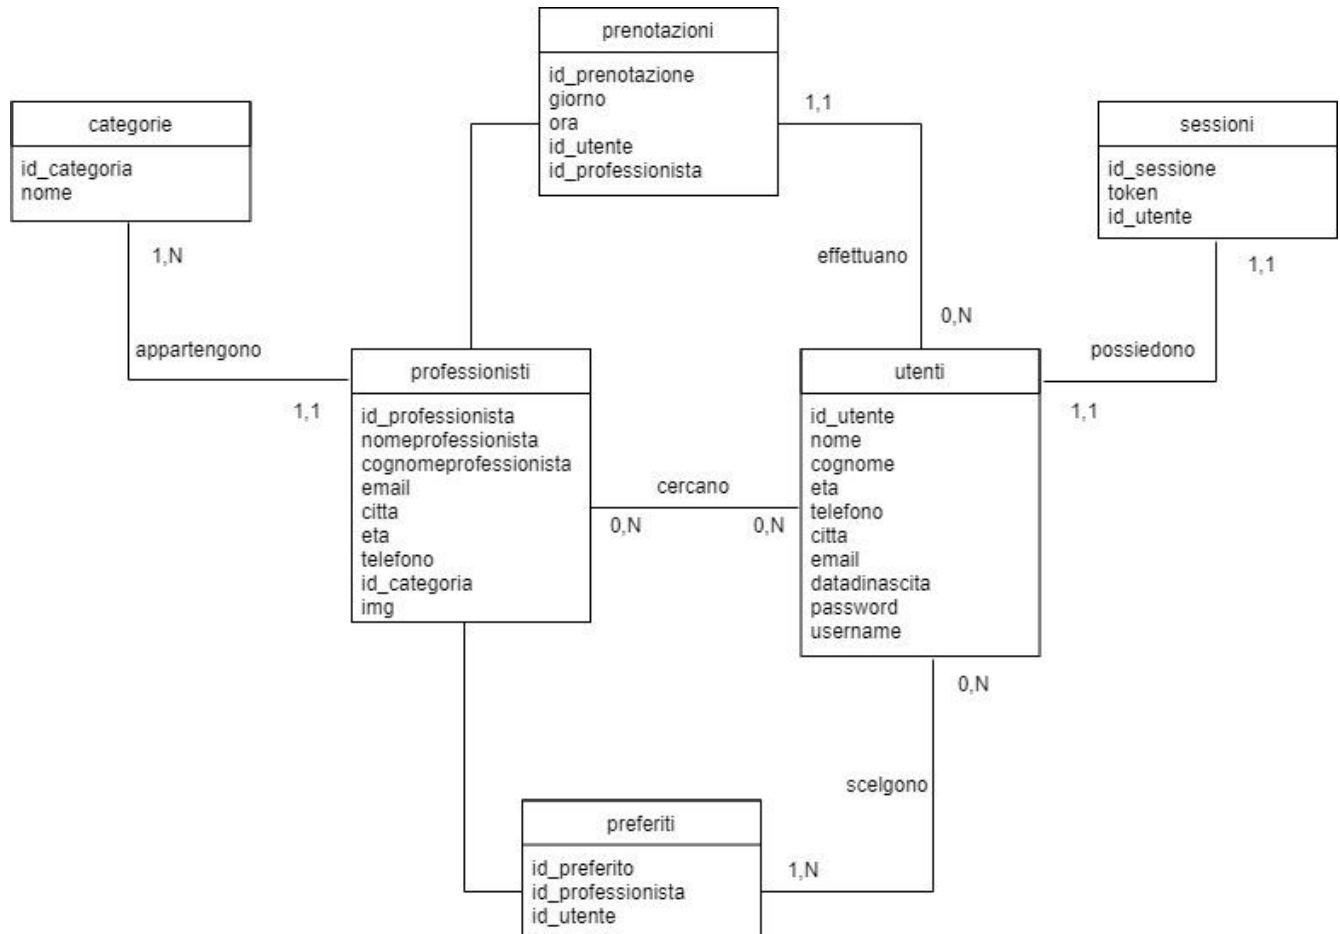 prenotazioni
id_prenotazione
giorno
ora
id_utente
id_professionista
1,1
categorie
id_categoria
nome
sessioni
id_sessione
token
id_utente
1,N
effettuano
1,1
0,N
appartengono
possiedono
professionisti
utenti
1,1
1,1
id_professionista
nomeprofessionista
cognomeprofessionista
email
citta
eta
telefono
id_categoria
img
cercano
0,N
0,N
id_utente
nome
cognome
eta
telefono
citta
email
datadinascita
password
username
0,N
scelgono
preferiti
id_preferito
id_professionista
id_utente
1,N